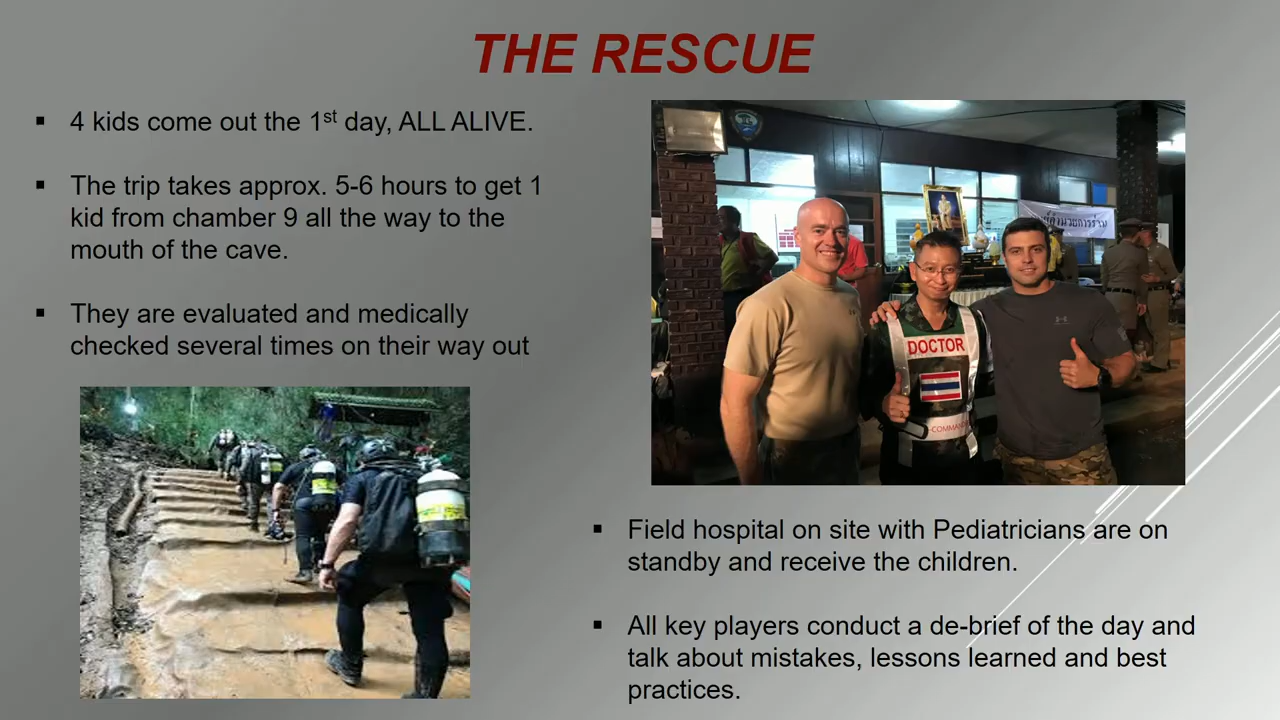 THE RESCUE
▪ 4 kids come out the 1st day, ALL ALIVE.
▪ The trip takes approx. 5-6 hours to get 1
kid from chamber 9 all the way to the
mouth of the cave.
▪ They are evaluated and medically
checked several times on their way out
DOCTOR
-COMMAND
▪ Field hospital on site with Pediatricians are on
standby and receive the children.
▪ All key players conduct a de-brief of the day and
talk about mistakes, lessons learned and best
practices.